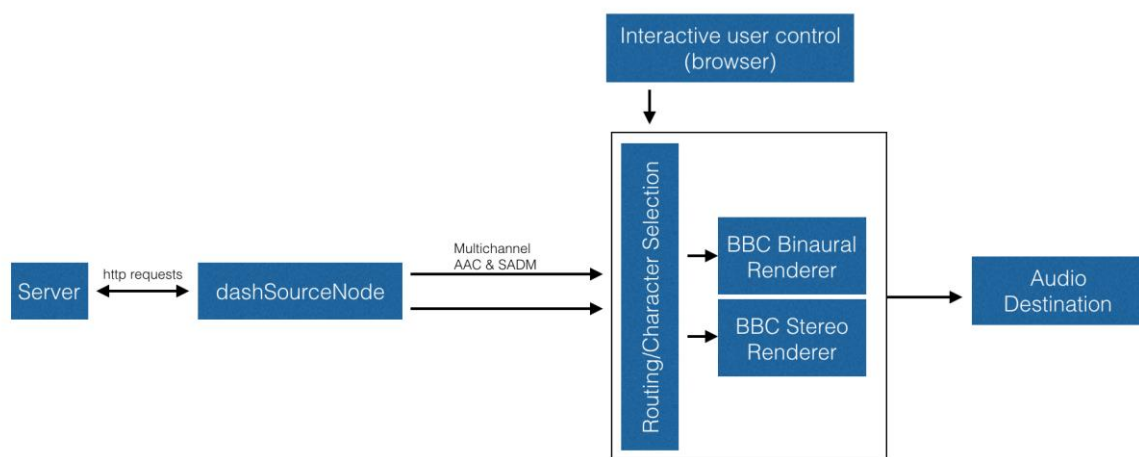 Interactive user control
(browser)
Server
http requests
dashSourceNode
Multichannel
AAC & SADM
Routing/Character Selection
BBC Binaural
Renderer
BBC Stereo
Renderer
Audio
Destination